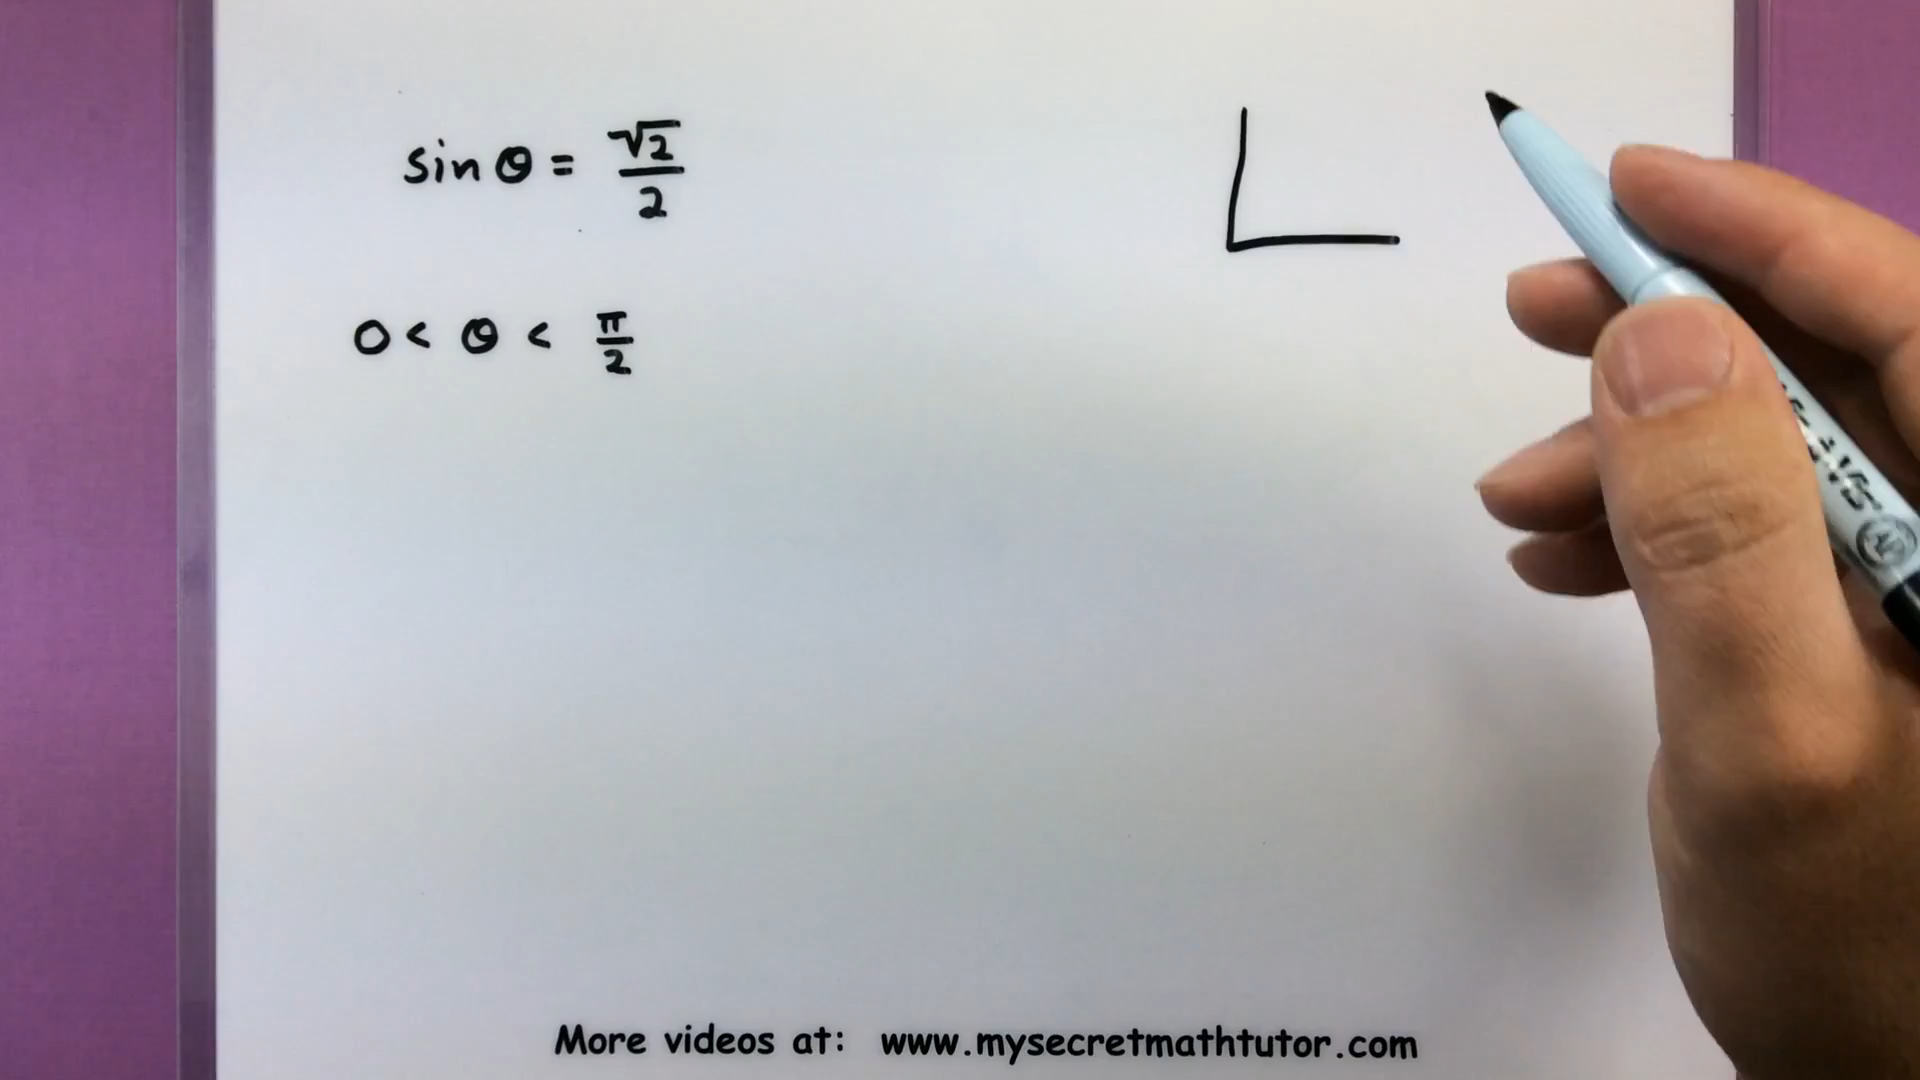 sin θ = √2/2
0 < θ < π/2
More videos at: www.mysecretmathtutor.com